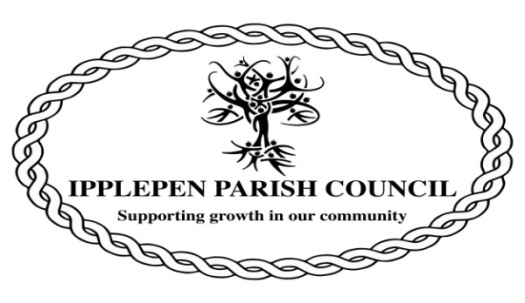 IPPLEPEN PARISH COUNCIL
Supporting growth in our community